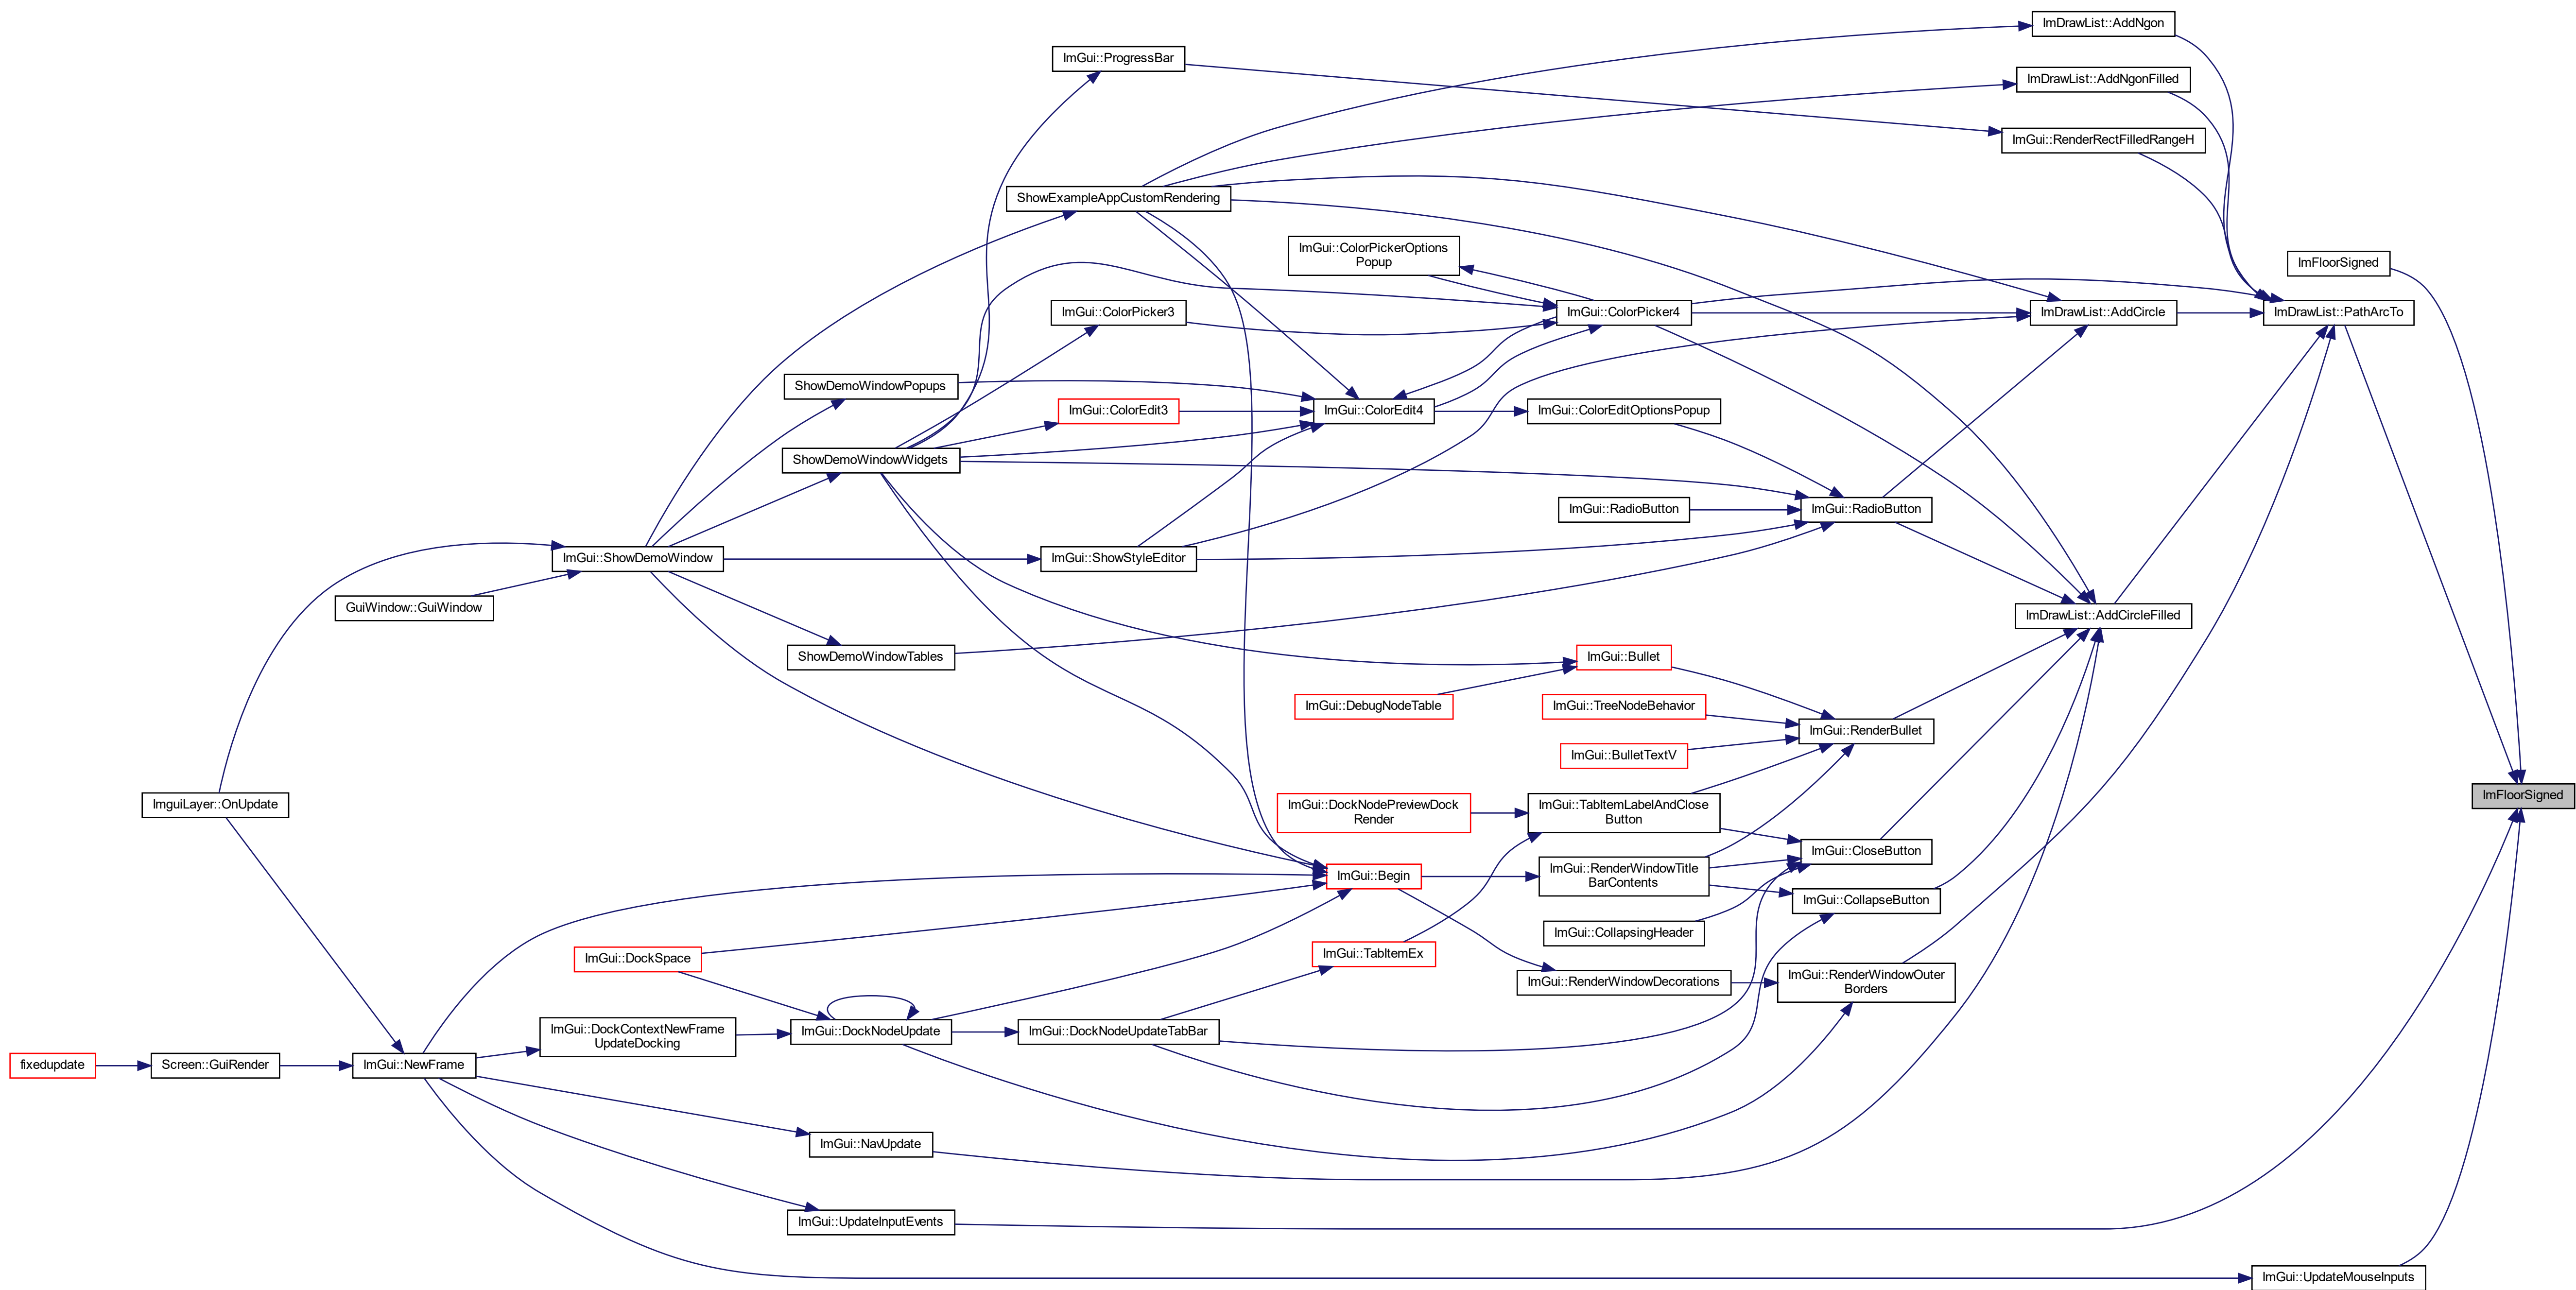 ImDrawList::AddNgon
ImGui::ProgressBar
ImDrawList::AddNgonFilled
ImGui::RenderRectFilledRangeH
ShowExampleAppCustomRendering
ImGui::ColorPickerOptions
Popup
ImFloorSigned
ImGui::ColorPicker3
ImGui::ColorPicker4
ImDrawList::AddCircle
ImDrawList::PathArcTo
ShowDemoWindowPopups
ImGui::ColorEdit3
ImGui::ColorEdit4
ImGui::ColorEditOptionsPopup
ShowDemoWindowWidgets
ImGui::RadioButton
ImGui::RadioButton
ImGui::ShowDemoWindow
ImGui::ShowStyleEditor
GuiWindow::GuiWindow
ImDrawList::AddCircleFilled
ShowDemoWindowTables
ImGui::Bullet
ImGui::DebugNodeTable
ImGui::TreeNodeBehavior
ImGui::RenderBullet
ImGui::BulletTextV
ImFloorSigned
ImguiLayer::OnUpdate
ImGui::DockNodePreviewDock
Render
ImGui::TabItemLabelAndClose
Button
ImGui::CloseButton
ImGui::Begin
ImGui::RenderWindowTitle
BarContents
ImGui::CollapseButton
ImGui::CollapsingHeader
ImGui::DockSpace
ImGui::TabItemEx
ImGui::RenderWindowDecorations
ImGui::RenderWindowOuter
Borders
ImGui::DockContextNewFrame
UpdateDocking
ImGui::DockNodeUpdate
ImGui::DockNodeUpdateTabBar
fixedupdate
Screen::GuiRender
ImGui::NewFrame
ImGui::NavUpdate
ImGui::UpdateInputEvents
ImGui::UpdateMouseInputs